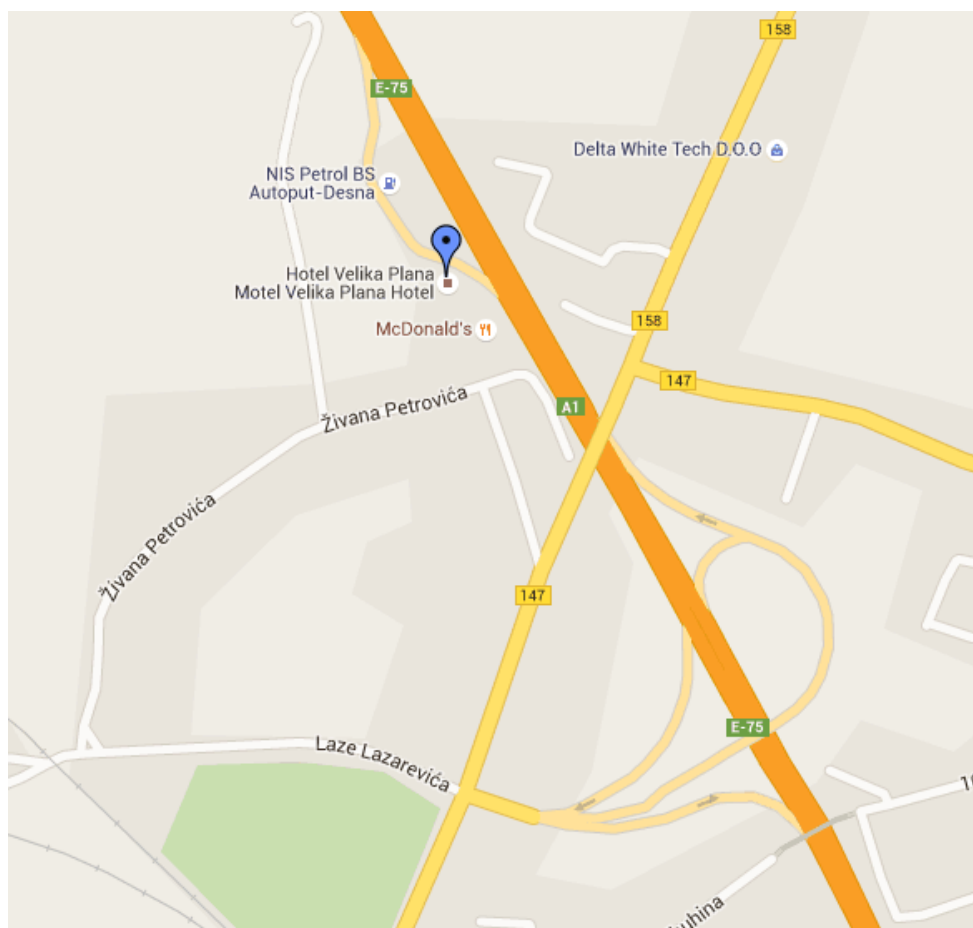 158
E-75
Delta White Tech D.O.O
NIS Petrol BS
Autoput-Desna
Hotel Velika Plana
Motel Velika Plana Hotel
158
McDonald's
147
A1
Živana Petrovića
Živana Petrovića
147
E-75
Laze Lazarevića